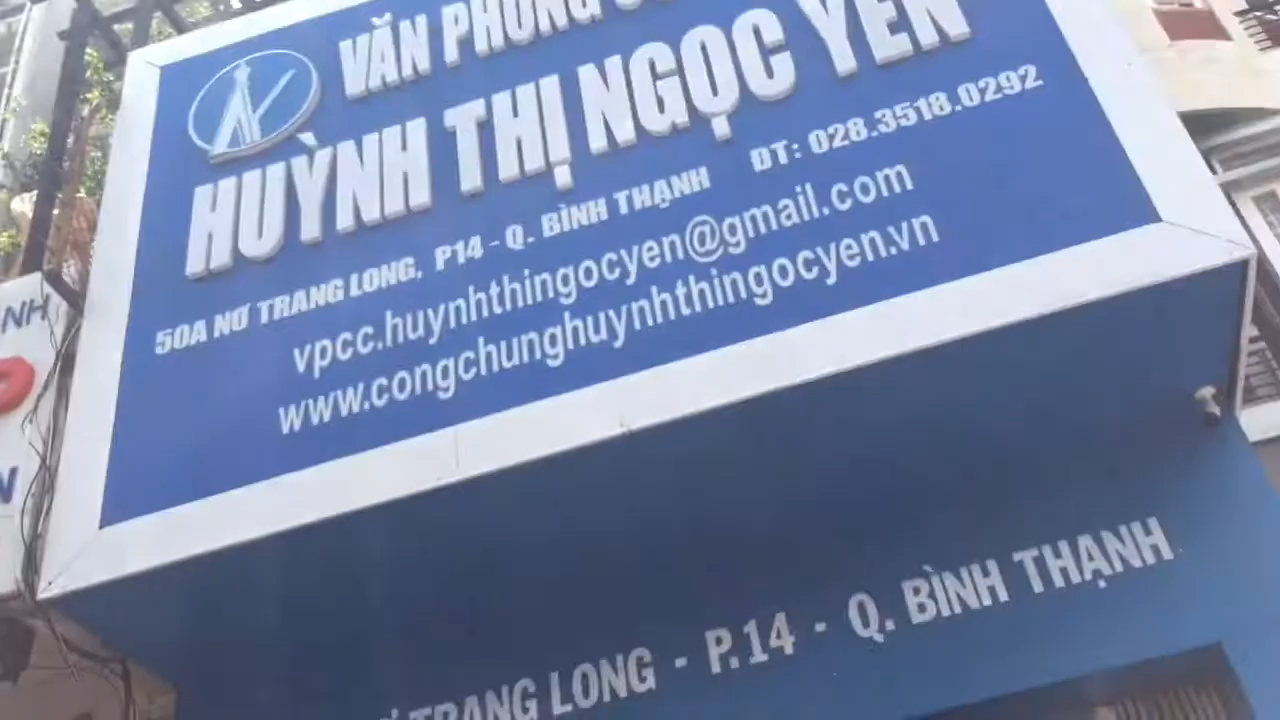 VĂN PHÒNG
HUỲNH THỊ NGỌC YẾN
50A NƠ TRANG LONG, P14 - Q. BÌNH THẠNH ĐT: 028.3518.0292
vpcc.huynhthingocyen@gmail.com
www.congchunghuynhthingocyen.vn
NH
N
TRANG LONG - P.14 - Q. BÌNH THẠNH